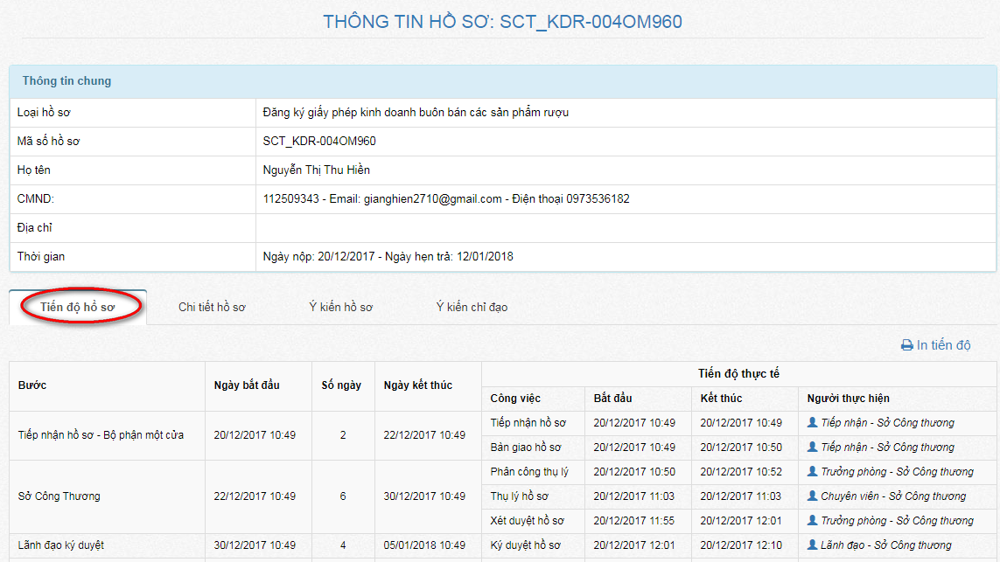 THÔNG TIN HỒ SƠ: SCT_KDR-004OM960
Thông tin chung
Loại hồ sơ Đăng ký giấy phép kinh doanh buôn bán các sản phẩm rượu
Mã số hồ sơ SCT_KDR-004OM960
Họ tên Nguyễn Thị Thu Hiền
CMND: 112509343 - Email: gianghien2710@gmail.com - Điện thoại 0973536182
Địa chỉ
Thời gian Ngày nộp: 20/12/2017 - Ngày hẹn trả: 12/01/2018
Tiến độ hồ sơ Chi tiết hồ sơ Ý kiến hồ sơ Ý kiến chỉ đạo
In tiến độ
Bước Ngày bắt đầu Số ngày Ngày kết thúc Tiến độ thực tế
Công việc Bắt đầu Kết thúc Người thực hiện
Tiếp nhận hồ sơ - Bộ phận một cửa 20/12/2017 10:49 2 22/12/2017 10:49 Tiếp nhận hồ sơ 20/12/2017 10:49 20/12/2017 10:49 Tiếp nhận - Sở Công thương
Bàn giao hồ sơ 20/12/2017 10:49 20/12/2017 10:50 Tiếp nhận - Sở Công thương
Sở Công Thương 22/12/2017 10:49 6 30/12/2017 10:49 Phân công thụ lý 20/12/2017 10:50 20/12/2017 10:52 Trưởng phòng - Sở Công thương
Thụ lý hồ sơ 20/12/2017 11:03 20/12/2017 11:03 Chuyên viên - Sở Công thương
Xét duyệt hồ sơ 20/12/2017 11:55 20/12/2017 12:01 Trưởng phòng - Sở Công thương
Lãnh đạo ký duyệt 30/12/2017 10:49 4 05/01/2018 10:49 Ký duyệt hồ sơ 20/12/2017 12:01 20/12/2017 12:10 Lãnh đạo - Sở Công thương